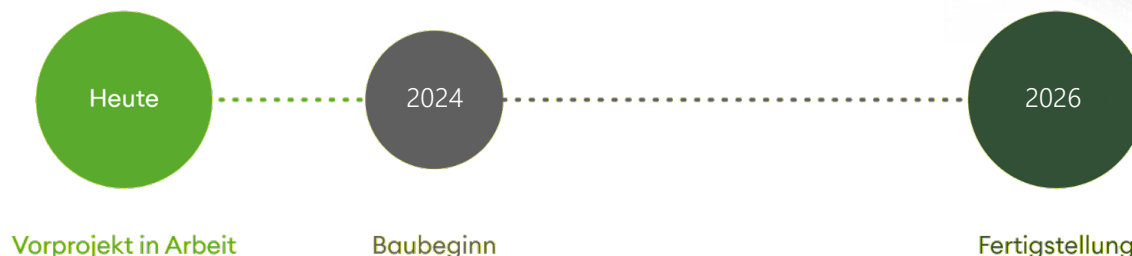 Heute
2024
2026
Vorprojekt in Arbeit
Baubeginn
Fertigstellung